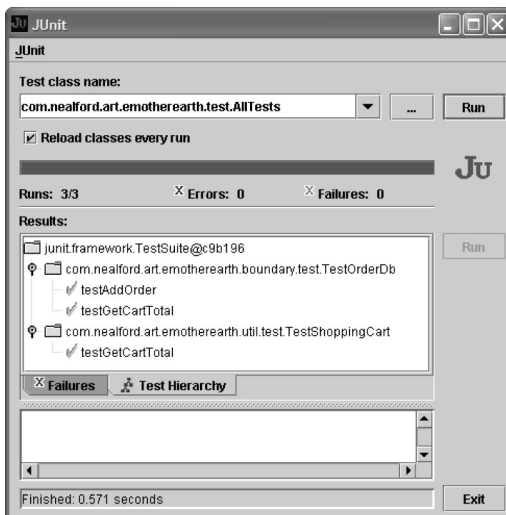 JU JUnit
JUnit
Test class name:
com.nealford.art.emotherearth.test.AllTests ... Run
Reload classes every run
JU
Runs: 3/3 X Errors: 0 X Failures: 0
Results:
junit.framework.TestSuite@c9b196 Run
com.nealford.art.emotherearth.boundary.test.TestOrderDb
testAddOrder
testGetCartTotal
com.nealford.art.emotherearth.util.test.TestShoppingCart
testGetCartTotal
X Failures Test Hierarchy
Finished: 0.571 seconds Exit